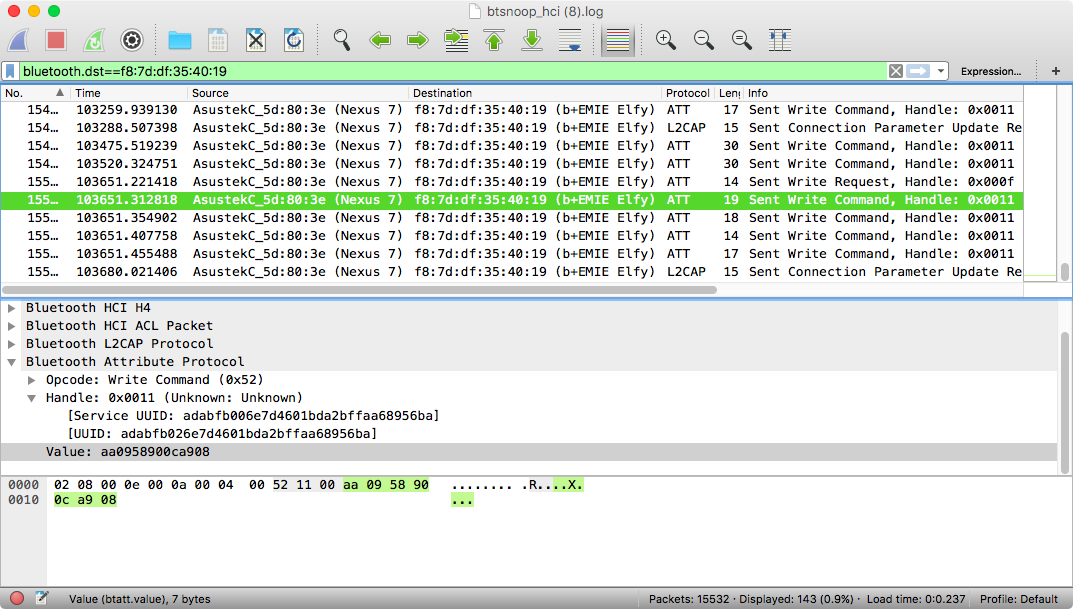 btsnoop_hci (8).log
bluetooth.dst==f8:7d:df:35:40:19 Expression... +
No. Time Source Destination Protocol Leng Info
154… 103259.939130 AsustekC_5d:80:3e (Nexus 7) f8:7d:df:35:40:19 (b+EMIE Elfy) ATT 17 Sent Write Command, Handle: 0x0011
154… 103288.507398 AsustekC_5d:80:3e (Nexus 7) f8:7d:df:35:40:19 (b+EMIE Elfy) L2CAP 15 Sent Connection Parameter Update Re
154… 103475.519239 AsustekC_5d:80:3e (Nexus 7) f8:7d:df:35:40:19 (b+EMIE Elfy) ATT 30 Sent Write Command, Handle: 0x0011
154… 103520.324751 AsustekC_5d:80:3e (Nexus 7) f8:7d:df:35:40:19 (b+EMIE Elfy) ATT 30 Sent Write Command, Handle: 0x0011
155… 103651.221418 AsustekC_5d:80:3e (Nexus 7) f8:7d:df:35:40:19 (b+EMIE Elfy) ATT 14 Sent Write Request, Handle: 0x000f
155… 103651.312818 AsustekC_5d:80:3e (Nexus 7) f8:7d:df:35:40:19 (b+EMIE Elfy) ATT 19 Sent Write Command, Handle: 0x0011
155… 103651.354902 AsustekC_5d:80:3e (Nexus 7) f8:7d:df:35:40:19 (b+EMIE Elfy) ATT 18 Sent Write Command, Handle: 0x0011
155… 103651.407758 AsustekC_5d:80:3e (Nexus 7) f8:7d:df:35:40:19 (b+EMIE Elfy) ATT 14 Sent Write Command, Handle: 0x0011
155… 103651.455488 AsustekC_5d:80:3e (Nexus 7) f8:7d:df:35:40:19 (b+EMIE Elfy) ATT 17 Sent Write Command, Handle: 0x0011
155… 103680.021406 AsustekC_5d:80:3e (Nexus 7) f8:7d:df:35:40:19 (b+EMIE Elfy) L2CAP 15 Sent Connection Parameter Update Re
Bluetooth HCI H4
Bluetooth HCI ACL Packet
Bluetooth L2CAP Protocol
Bluetooth Attribute Protocol
Opcode: Write Command (0x52)
Handle: 0x0011 (Unknown: Unknown)
[Service UUID: adabfb006e7d4601bda2bffaa68956ba]
[UUID: adabfb026e7d4601bda2bffaa68956ba]
Value: aa0958900ca908
0000 02 08 00 0e 00 0a 00 04 00 52 11 00 aa 09 58 90 ........ .R....X.
0010 0c a9 08 ...
Value (btatt.value), 7 bytes Packets: 15532 · Displayed: 143 (0.9%) · Load time: 0:0.237 Profile: Default